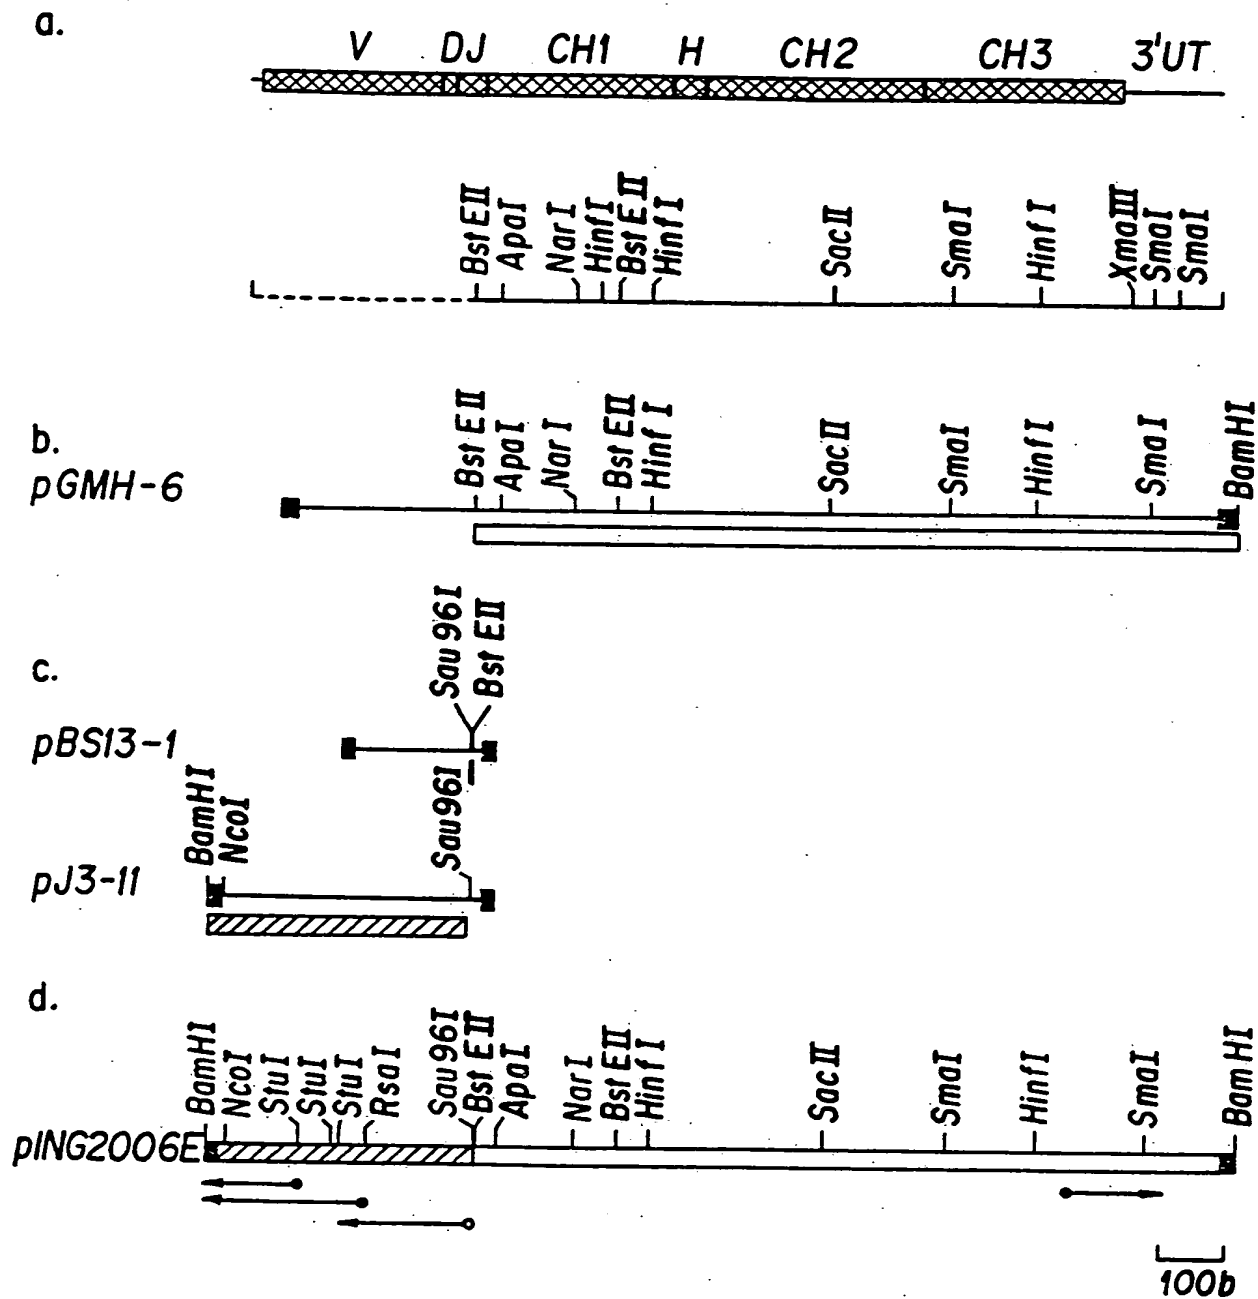 a.
V DJ CH1 H CH2 CH3 3'UT
BstEII ApaI NarI HinfI BstEII HinfI SacII SmaI HinfI XmaIII SmaI SmaI
b.
pGMH-6
BstEII ApaI NarI BstEII HinfI SacII SmaI HinfI SmaI BamHI
c.
Sau96I BstEII
pBS13-1
BamHI NcoI Sau96I
pJ3-11
d.
BamHI NcoI StuI StuI StuI RsaI Sau96I BstEII ApaI NarI BstEII HinfI SacII SmaI HinfI SmaI BamHI
pING2006E
100b